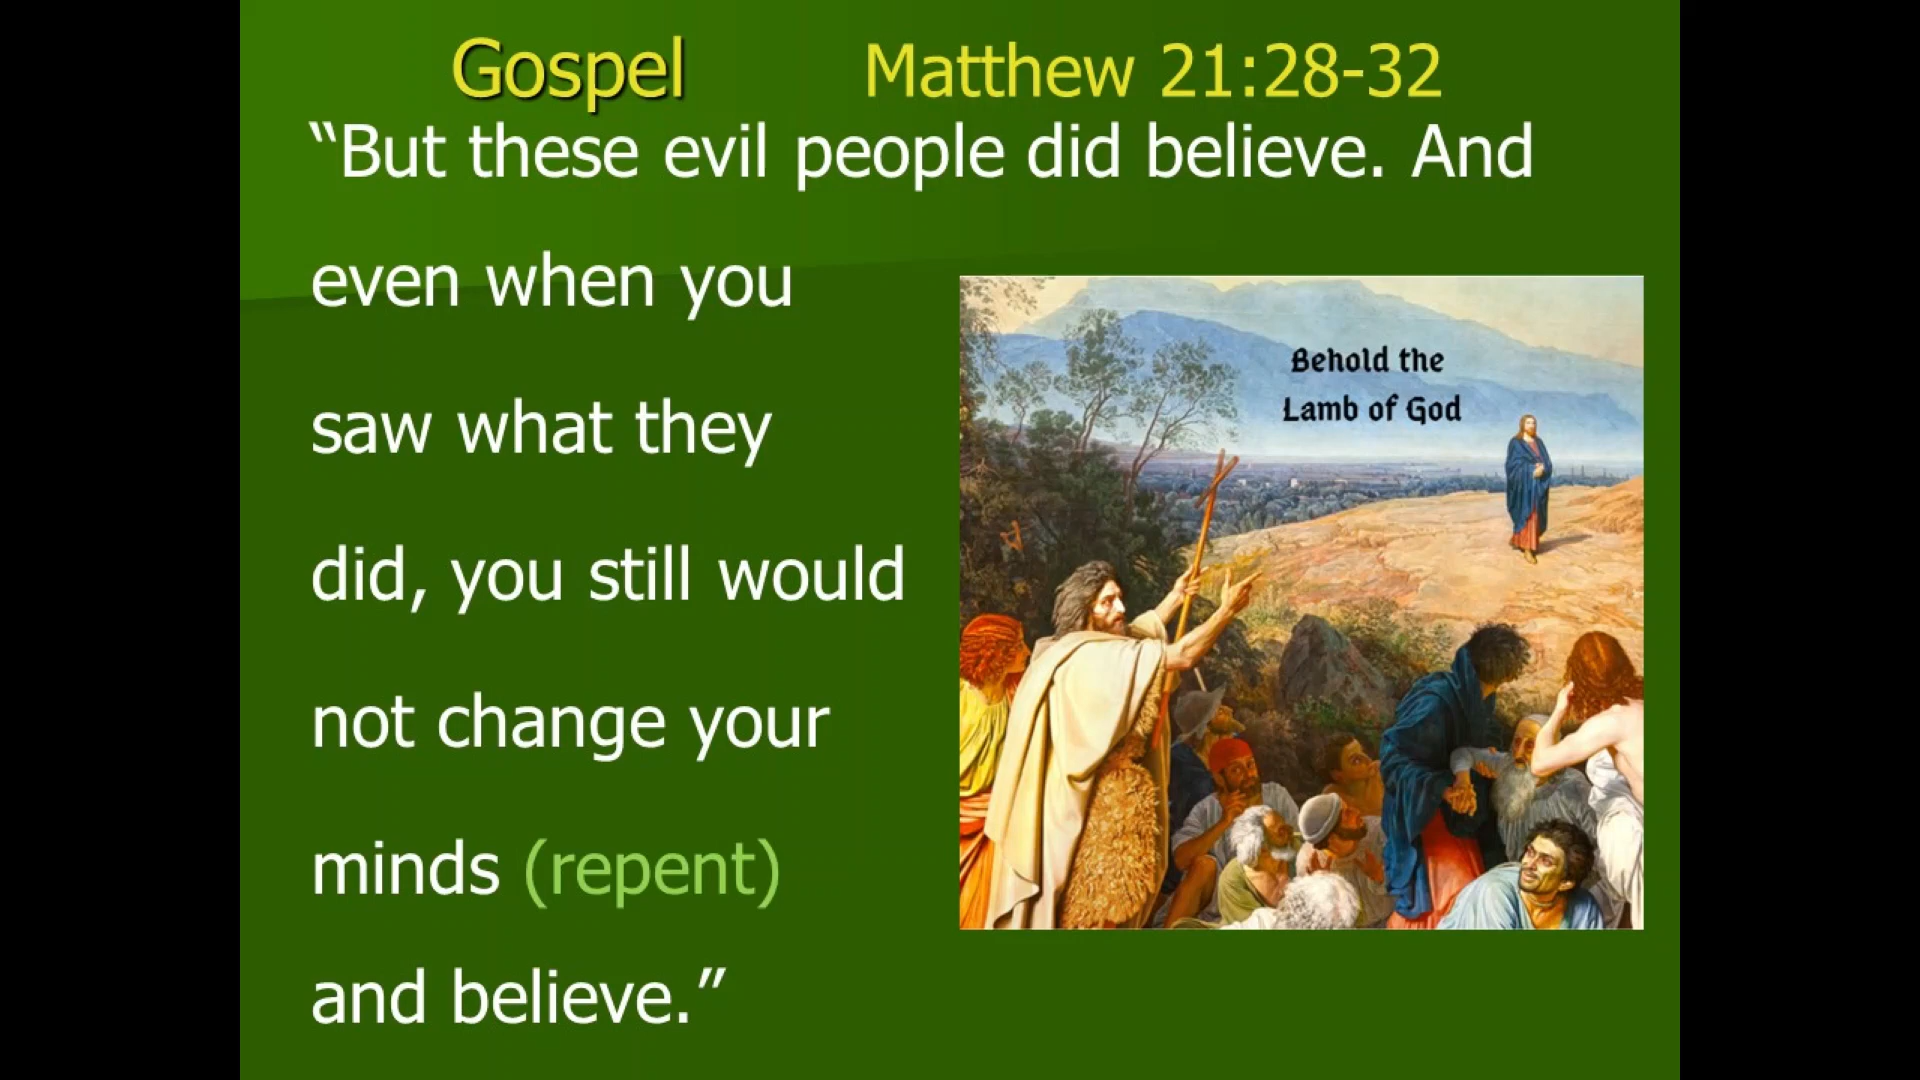 Gospel Matthew 21:28-32
“But these evil people did believe. And
even when you
saw what they
did, you still would
not change your
minds (repent)
and believe.”
Behold the
Lamb of God